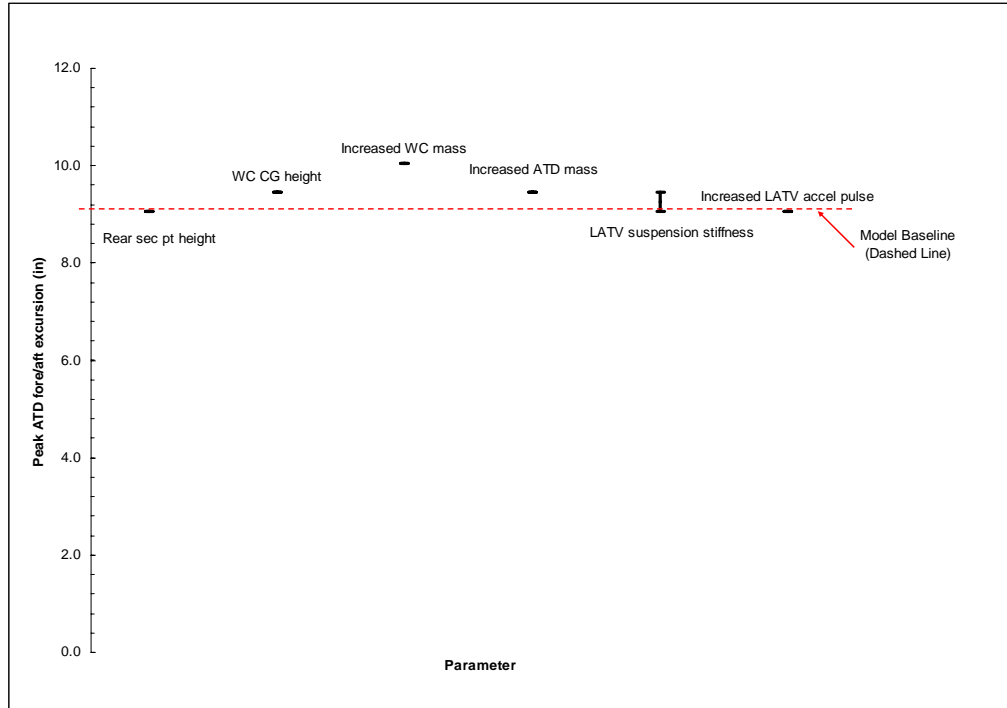 12.0
10.0
8.0
6.0
4.0
2.0
0.0
Peak ATD fore/aft excursion (in)
Rear sec pt height
WC CG height
Increased WC mass
Increased ATD mass
LATV suspension stiffness
Increased LATV accel pulse
Model Baseline
(Dashed Line)
Parameter